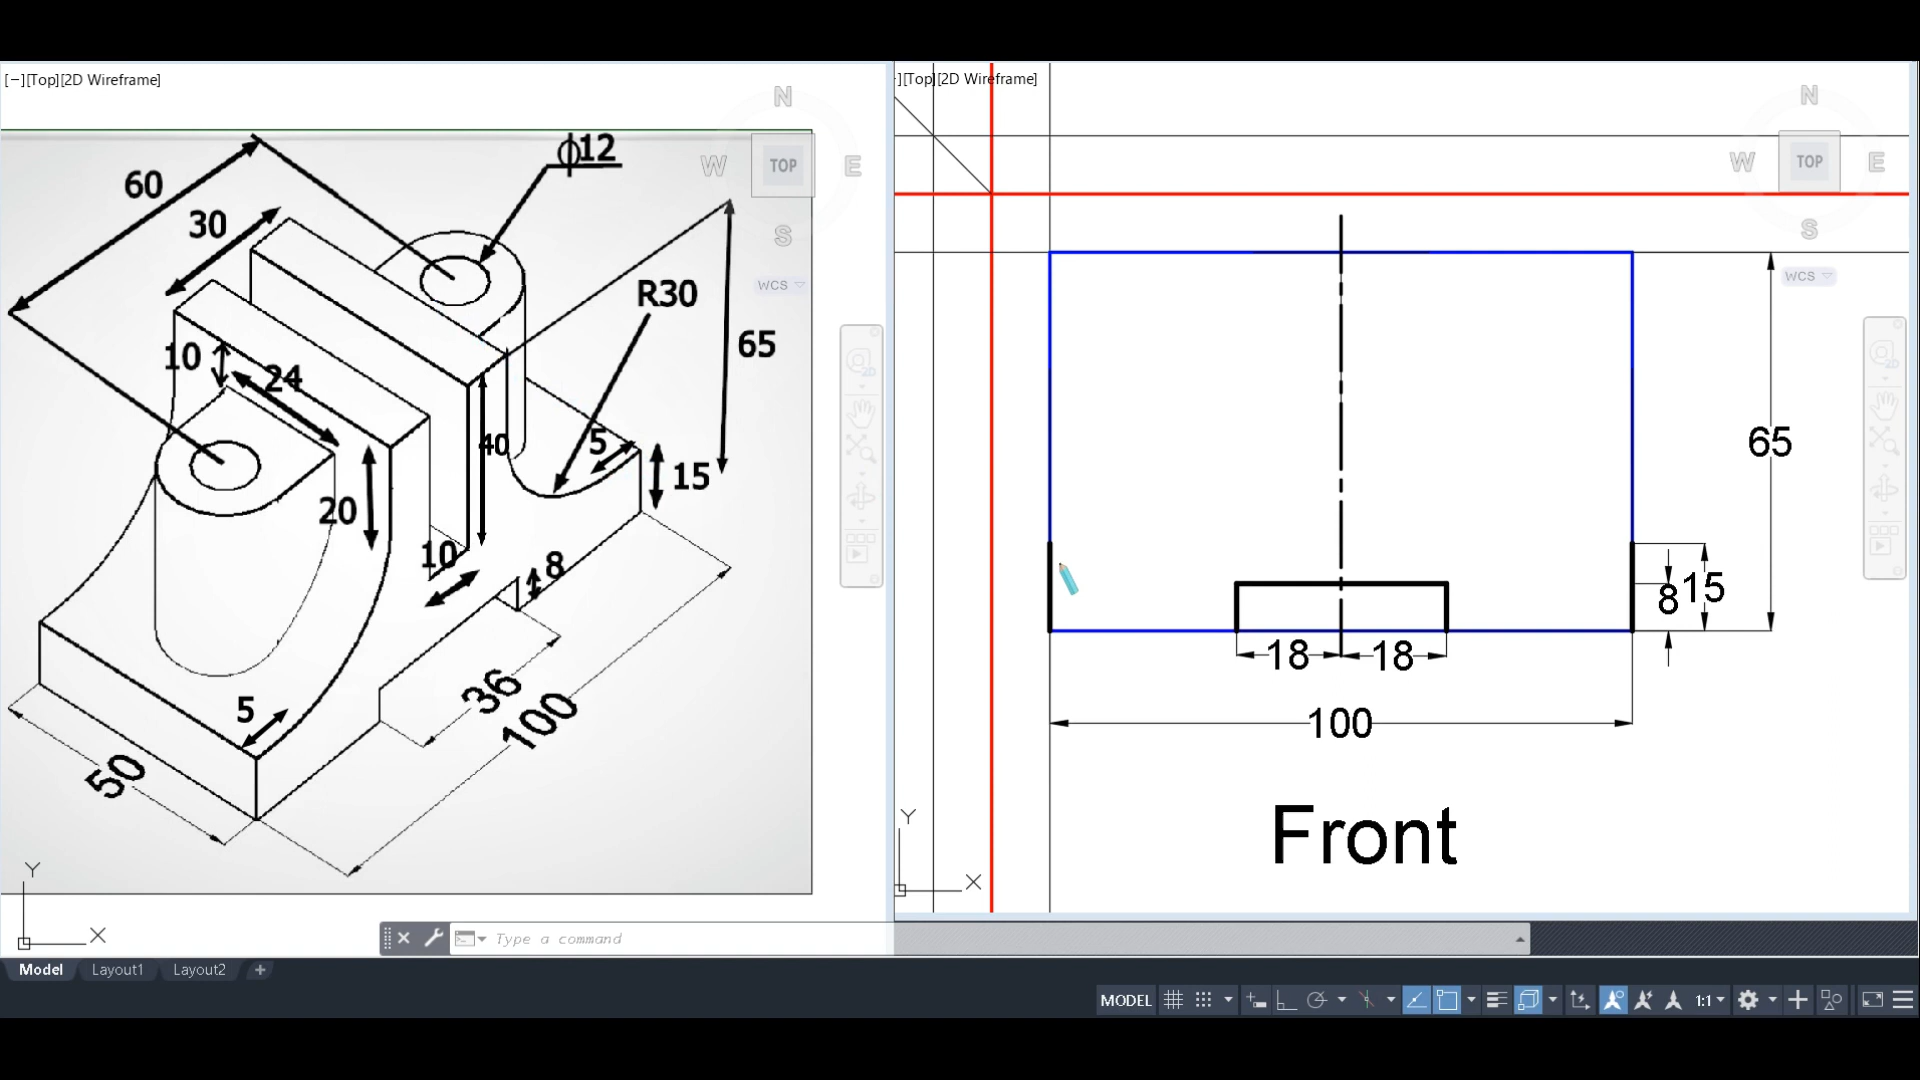 [−][Top][2D Wireframe]
N
W TOP E
S
WCS
60
30
ϕ12
R30
65
10
24
40
5
15
20
10
8
5
36
100
50
Y
X
-][Top][2D Wireframe]
N
W TOP E
S
WCS
65
15
8
18 18
100
Front
Y
X
Type a command
Model Layout1 Layout2 +
MODEL 1:1